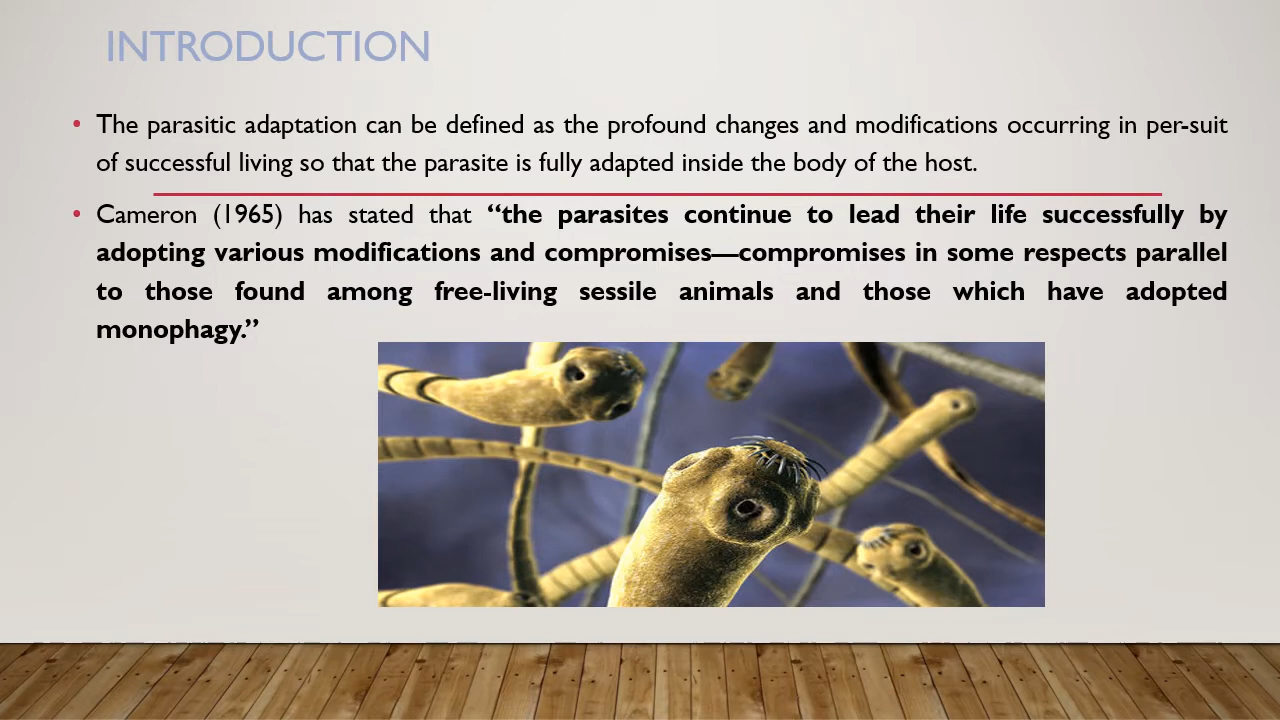 INTRODUCTION
• The parasitic adaptation can be defined as the profound changes and modifications occurring in per-suit
of successful living so that the parasite is fully adapted inside the body of the host.
• Cameron (1965) has stated that “the parasites continue to lead their life successfully by
adopting various modifications and compromises—compromises in some respects parallel
to those found among free-living sessile animals and those which have adopted
monophagy.”